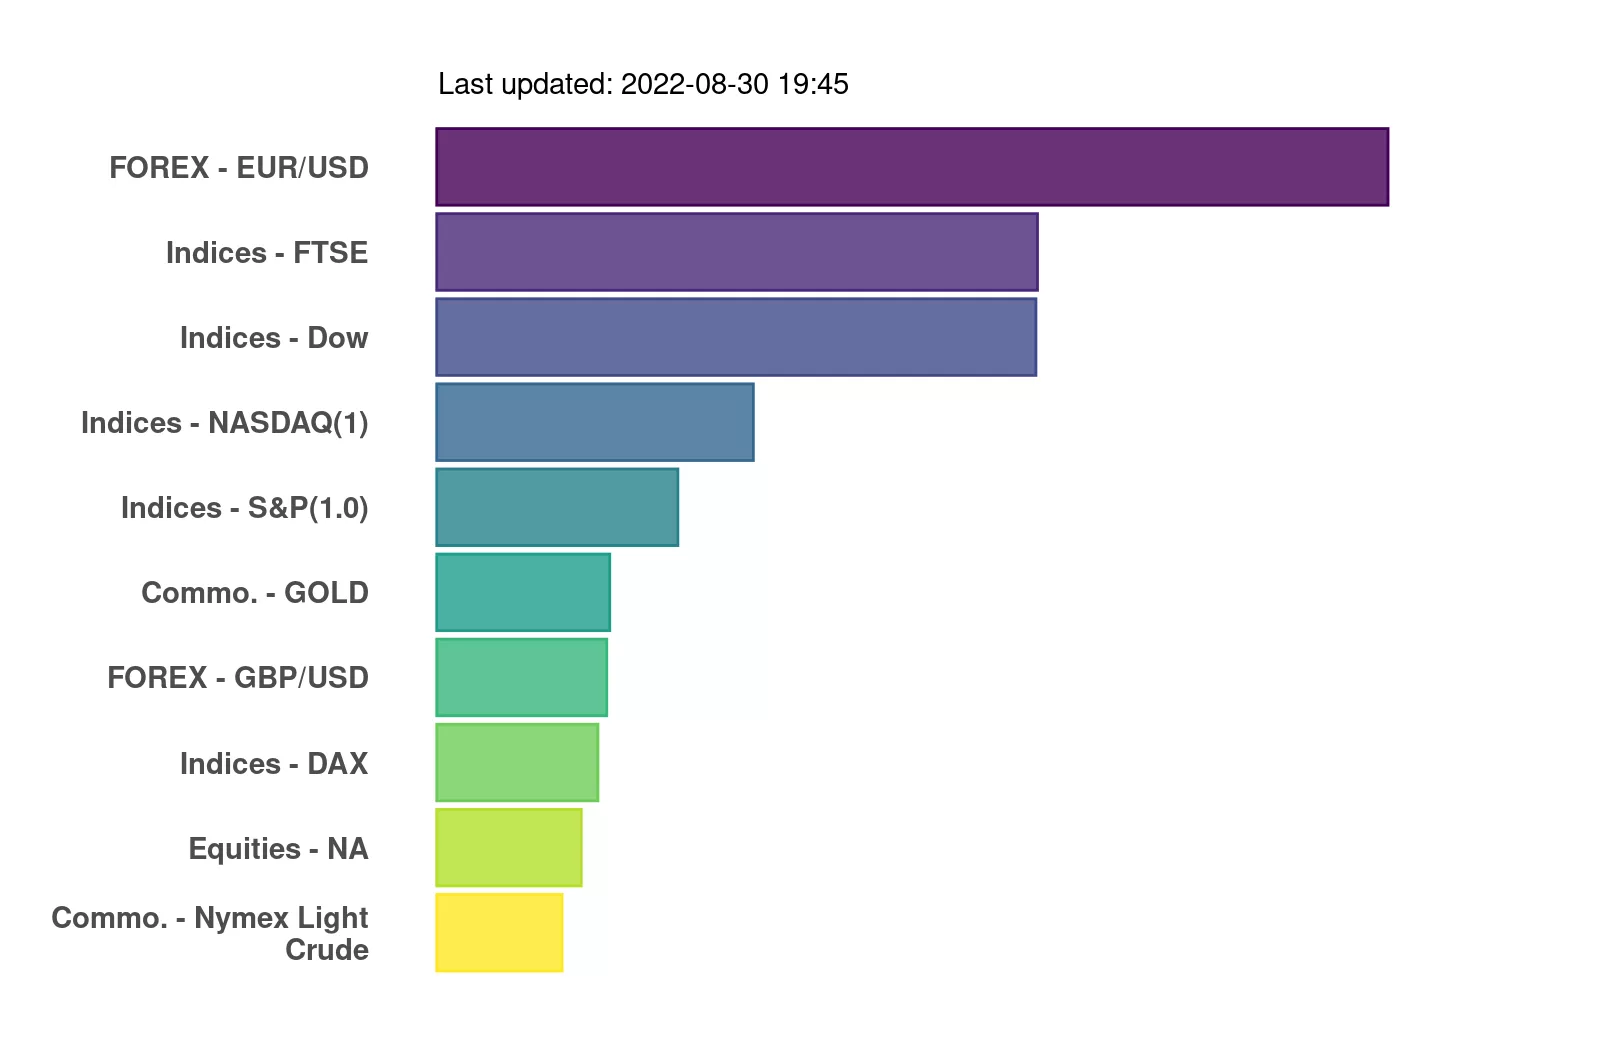 Last updated: 2022-08-30 19:45
FOREX - EUR/USD
Indices - FTSE
Indices - Dow
Indices - NASDAQ(1)
Indices - S&P(1.0)
Commo. - GOLD
FOREX - GBP/USD
Indices - DAX
Equities - NA
Commo. - Nymex Light
Crude